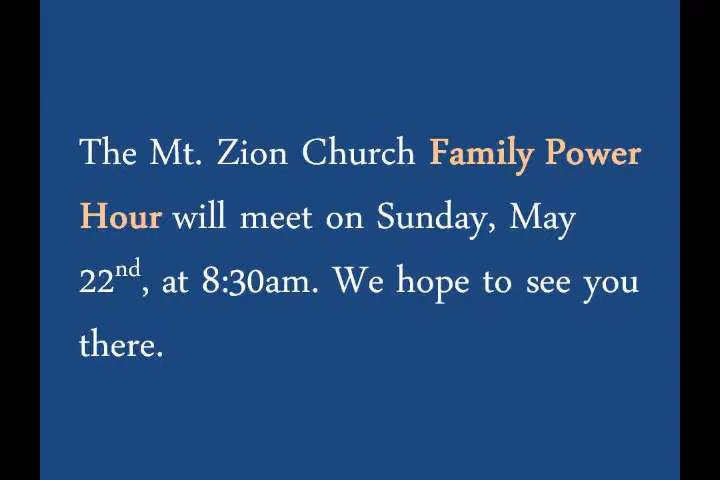 The Mt. Zion Church Family Power
Hour will meet on Sunday, May
22nd, at 8:30am. We hope to see you
there.